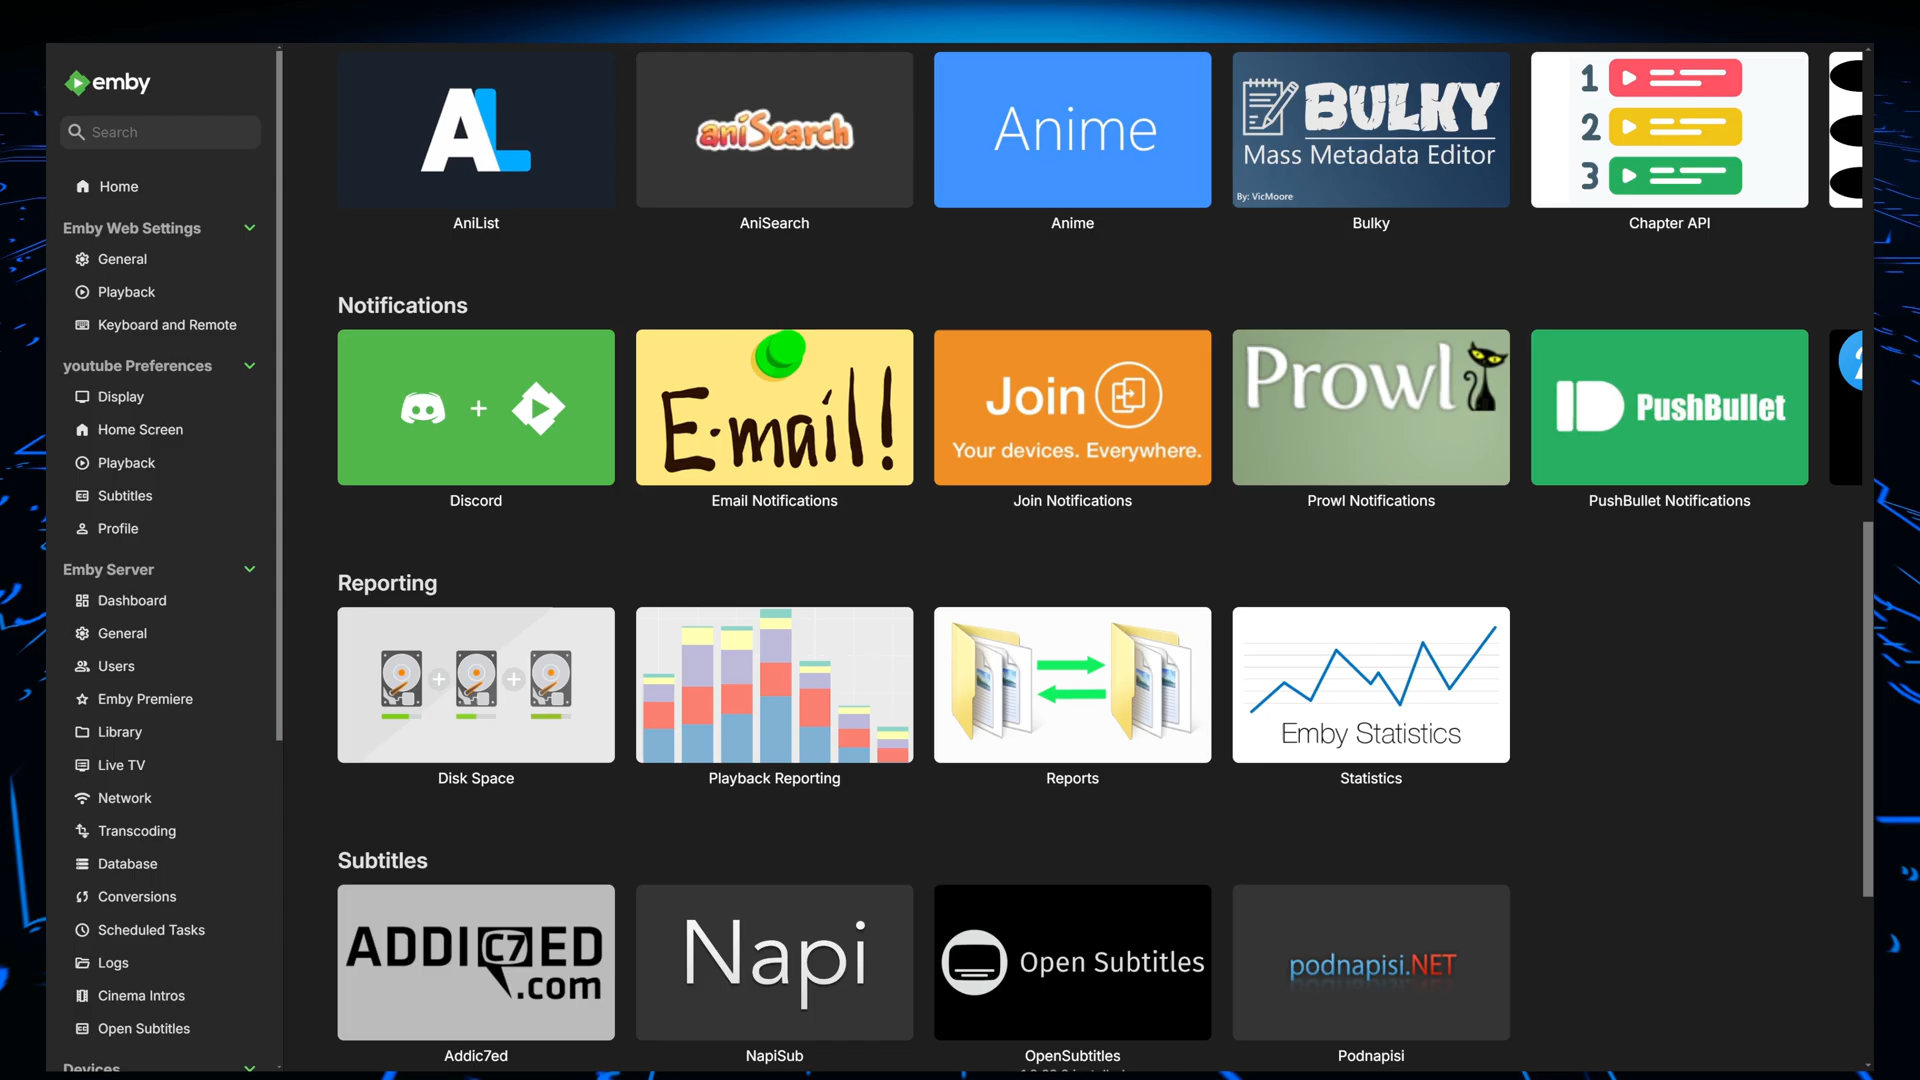 emby
Search
Home
Emby Web Settings
General
Playback
Keyboard and Remote
youtube Preferences
Display
Home Screen
Playback
Subtitles
Profile
Emby Server
Dashboard
General
Users
Emby Premiere
Library
Live TV
Network
Transcoding
Database
Conversions
Scheduled Tasks
Logs
Cinema Intros
Open Subtitles
Devices
AL
aniSearch
Anime
BULKY
Mass Metadata Editor
By: VicMoore
1
2
3
AniList
AniSearch
Anime
Bulky
Chapter API
Notifications
+
E-mail!
Join
Your devices. Everywhere.
Prowl
PushBullet
Discord
Email Notifications
Join Notifications
Prowl Notifications
PushBullet Notifications
Reporting
+ +
Emby Statistics
Disk Space
Playback Reporting
Reports
Statistics
Subtitles
ADDIC7ED
.com
Napi
Open Subtitles
podnapisi.NET
Addic7ed
NapiSub
OpenSubtitles
Podnapisi